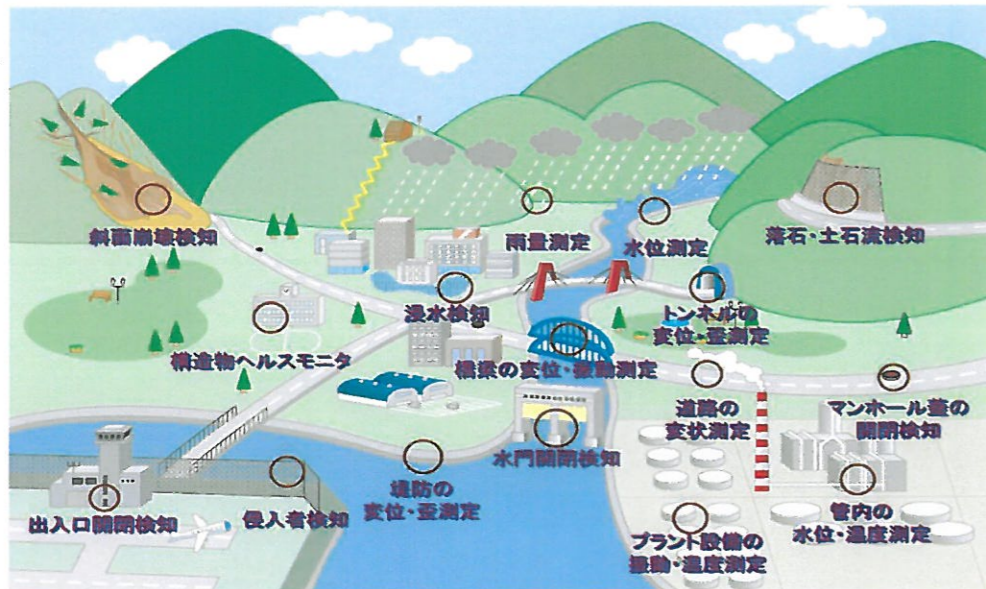 斜面崩壊検知
雨量測定
水位測定
落石・土石流検知
浸水検知
トンネルの
変位・歪測定
構造物ヘルスモニタ
橋梁の変位・振動測定
道路の
変状測定
マンホール蓋の
開閉検知
水門開閉検知
出入口開閉検知
侵入者検知
堤防の
変位・歪測定
プラント設備の
振動・温度測定
管内の
水位・温度測定